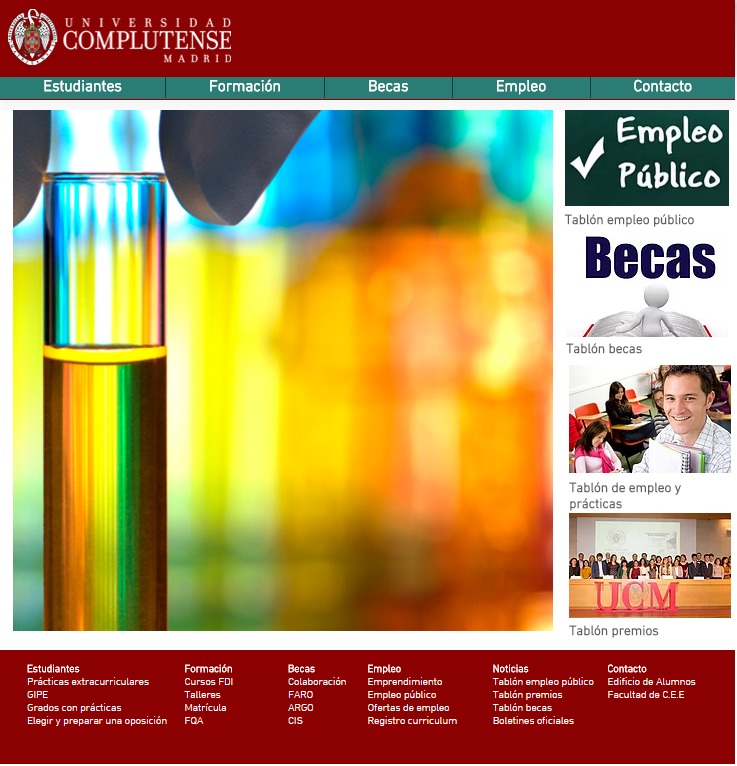 UNIVERSIDAD
COMPLUTENSE
MADRID
Estudiantes Formación Becas Empleo Contacto
Empleo
Público
Tablón empleo público
Becas
Tablón becas
Tablón de empleo y
prácticas
UCM
Tablón premios
Estudiantes
Prácticas extracurriculares
GIPE
Grados con prácticas
Elegir y preparar una oposición
Formación
Cursos FDI
Talleres
Matrícula
FQA
Becas
Colaboración
FARO
ARGO
CIS
Empleo
Emprendimiento
Empleo público
Ofertas de empleo
Registro curriculum
Noticias
Tablón empleo público
Tablón premios
Tablón becas
Boletines oficiales
Contacto
Edificio de Alumnos
Facultad de C.E.E